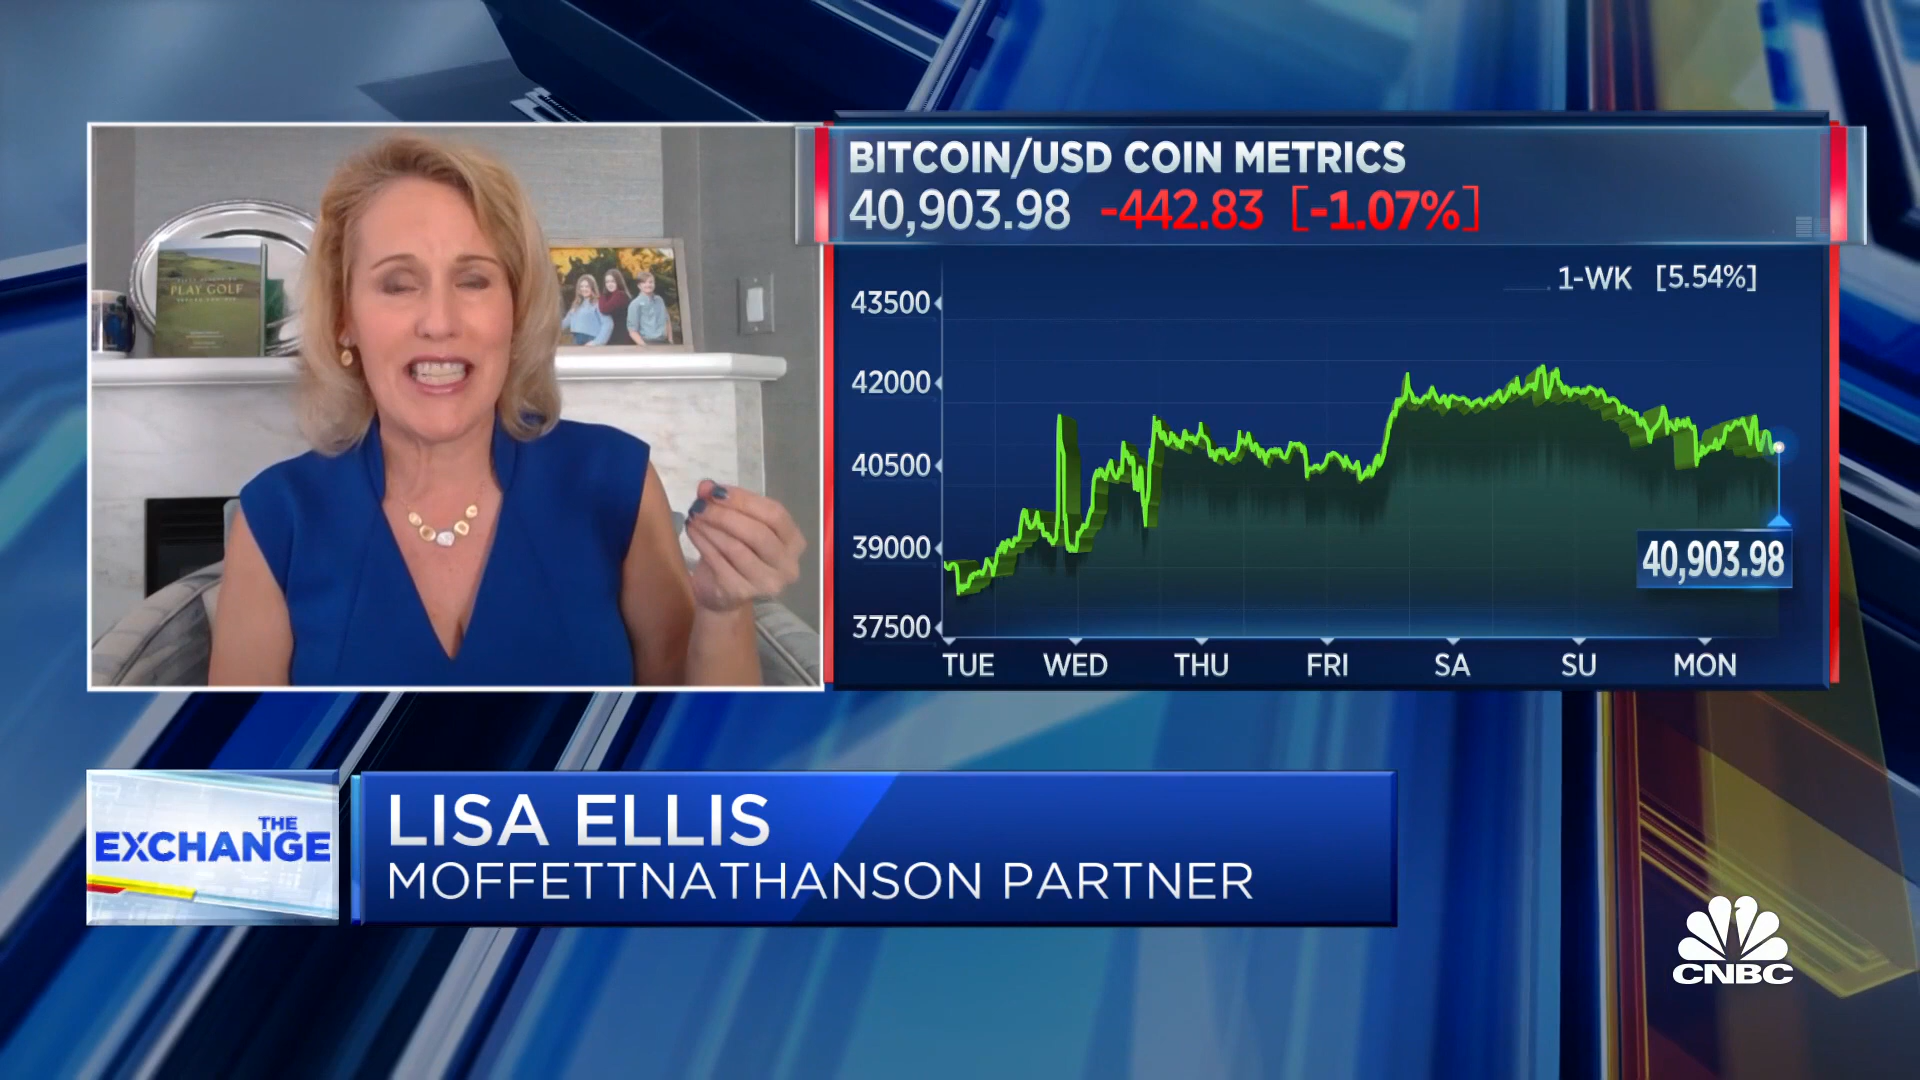 PLAY GOLF
BITCOIN/USD COIN METRICS
40,903.98 -442.83 [-1.07%]
1-WK [5.54%]
43500
42000
40500
39000
37500
40,903.98
TUE WED THU FRI SA SU MON
THE
EXCHANGE
LISA ELLIS
MOFFETTNATHANSON PARTNER
CNBC